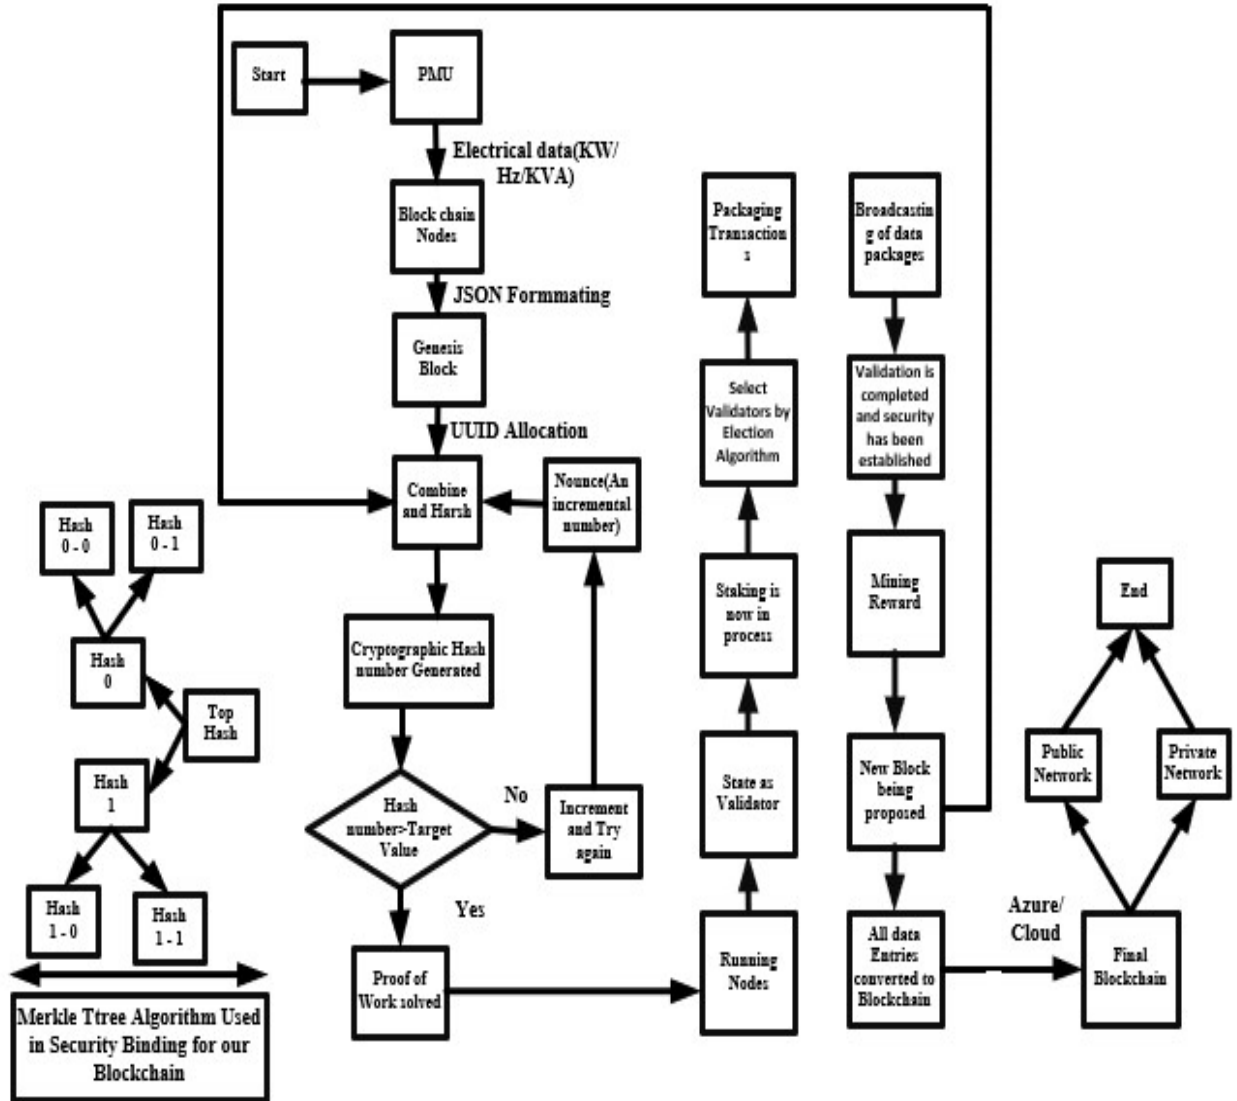 Start
PMU
Electrical data(KW/
Hz/KVA)
Block chain
Nodes
JSON Formmating
Genesis
Block
UUID Allocation
Combine
and Harsh
Nounce(An
incremental
number)
Cryptographic Hash
number Generated
Hash
number>Target
Value
No
Increment
and Try
again
Yes
Proof of
Work solved
Hash
0 - 0
Hash
0 - 1
Hash
0
Top
Hash
Hash
1
Hash
1 - 0
Hash
1 - 1
Merkle Ttree Algorithm Used
in Security Binding for our
Blockchain
Packaging
Transaction
s
Select
Validators by
Election
Algorithm
Staking is
now in
process
State as
Validator
Running
Nodes
Broadcastin
g of data
packages
Validation is
completed
and security
has been
established
Mining
Reward
New Block
being
proposed
All data
Entries
converted to
Blockchain
Azure/
Cloud
Final
Blockchain
Public
Network
Private
Network
End